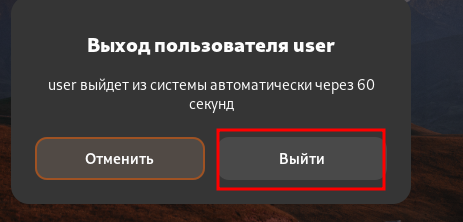 Выход пользователя user
user выйдет из системы автоматически через 60
секунд
Отменить
Выйти